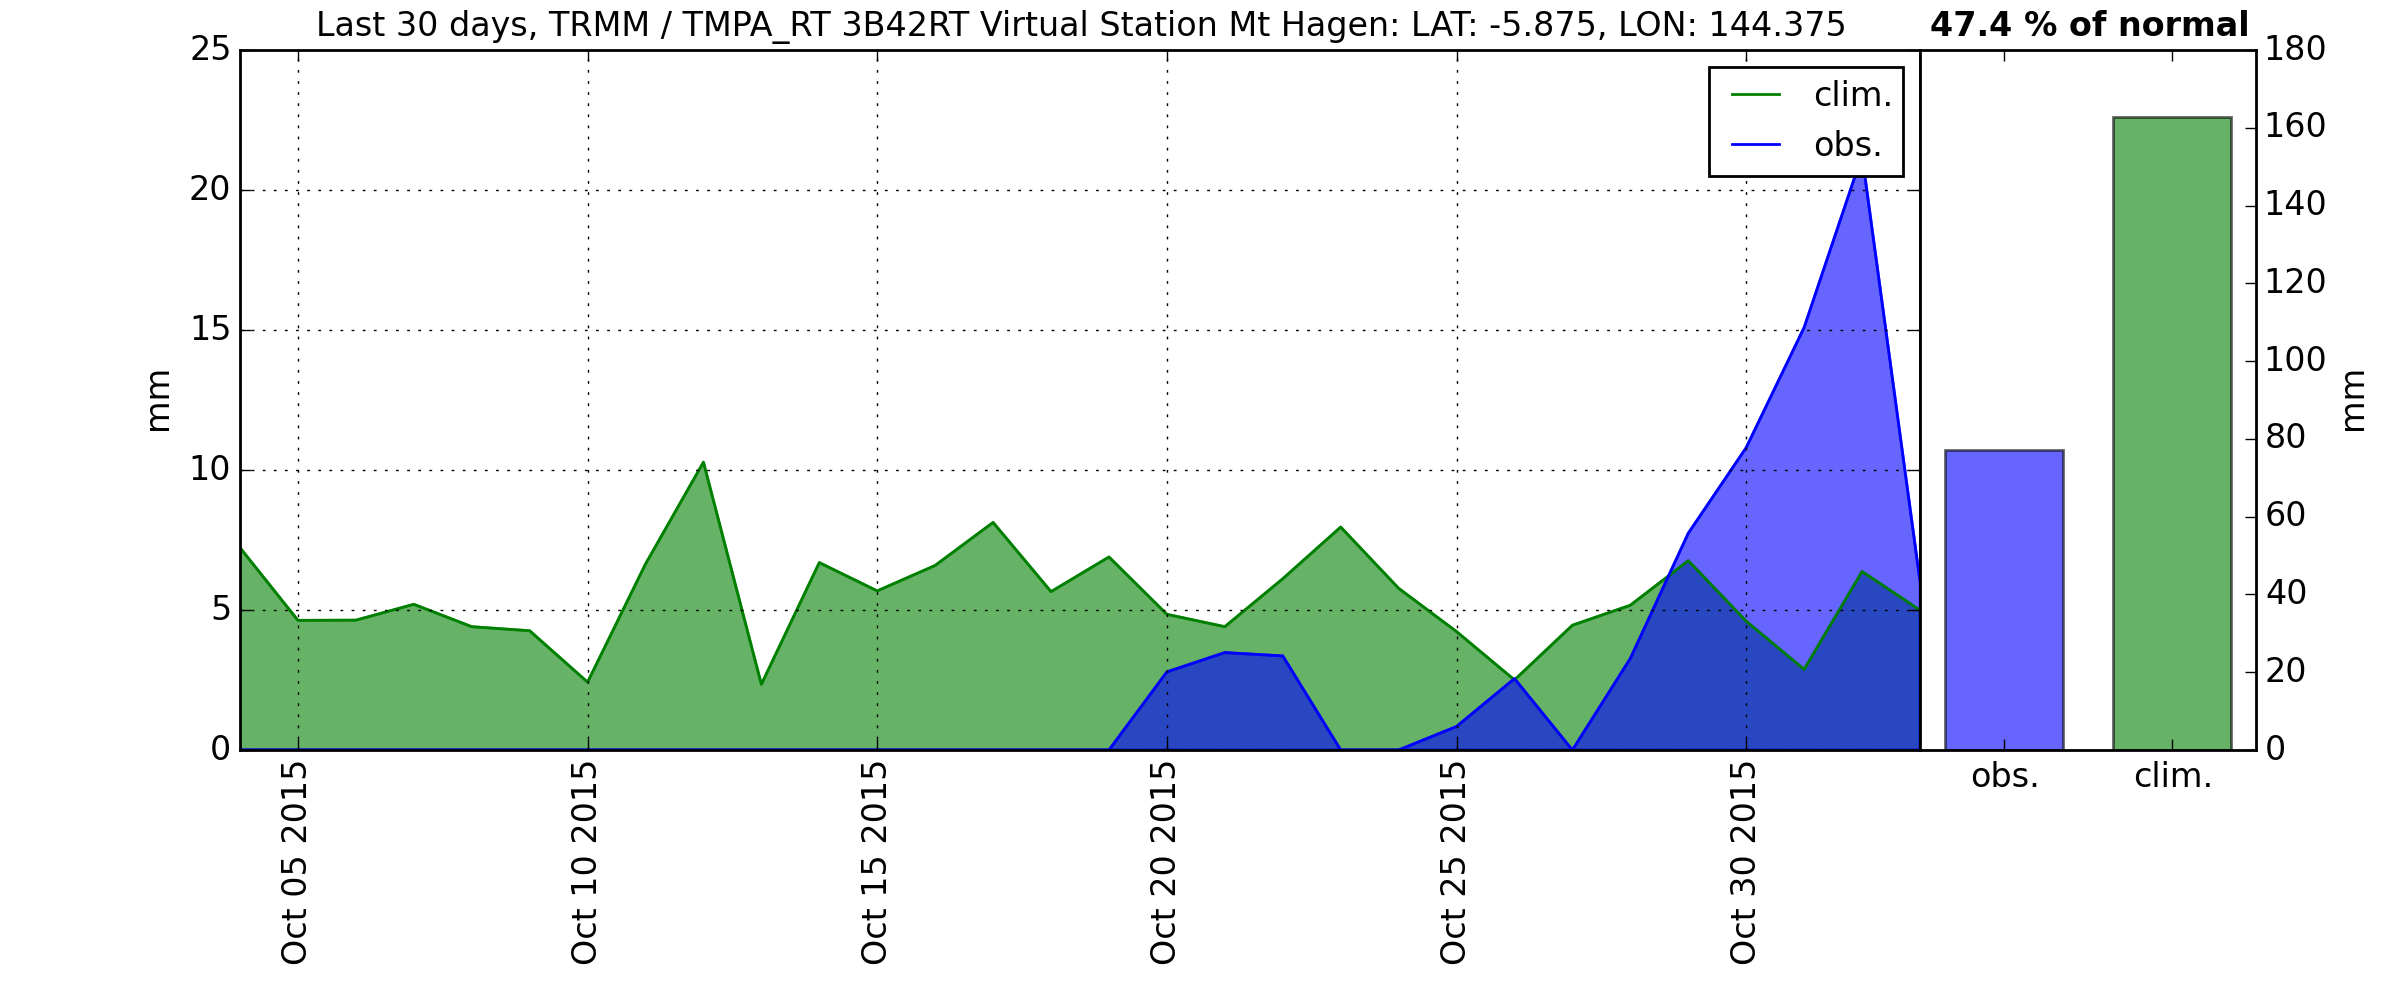 Last 30 days, TRMM / TMPA_RT 3B42RT Virtual Station Mt Hagen: LAT: -5.875, LON: 144.375
47.4 % of normal
25
20
15
10
5
0
mm
clim.
obs.
Oct 05 2015
Oct 10 2015
Oct 15 2015
Oct 20 2015
Oct 25 2015
Oct 30 2015
180
160
140
120
100
80
60
40
20
0
mm
obs.
clim.